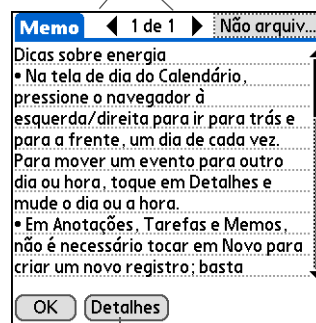 Memo 1 de 1 Não arquiv...
Dicas sobre energia
• Na tela de dia do Calendário,
pressione o navegador à
esquerda/direita para ir para trás e
para a frente, um dia de cada vez.
Para mover um evento para outro
dia ou hora, toque em Detalhes e
mude o dia ou a hora.
• Em Anotações, Tarefas e Memos,
não é necessário tocar em Novo para
criar um novo registro; basta
OK Detalhes